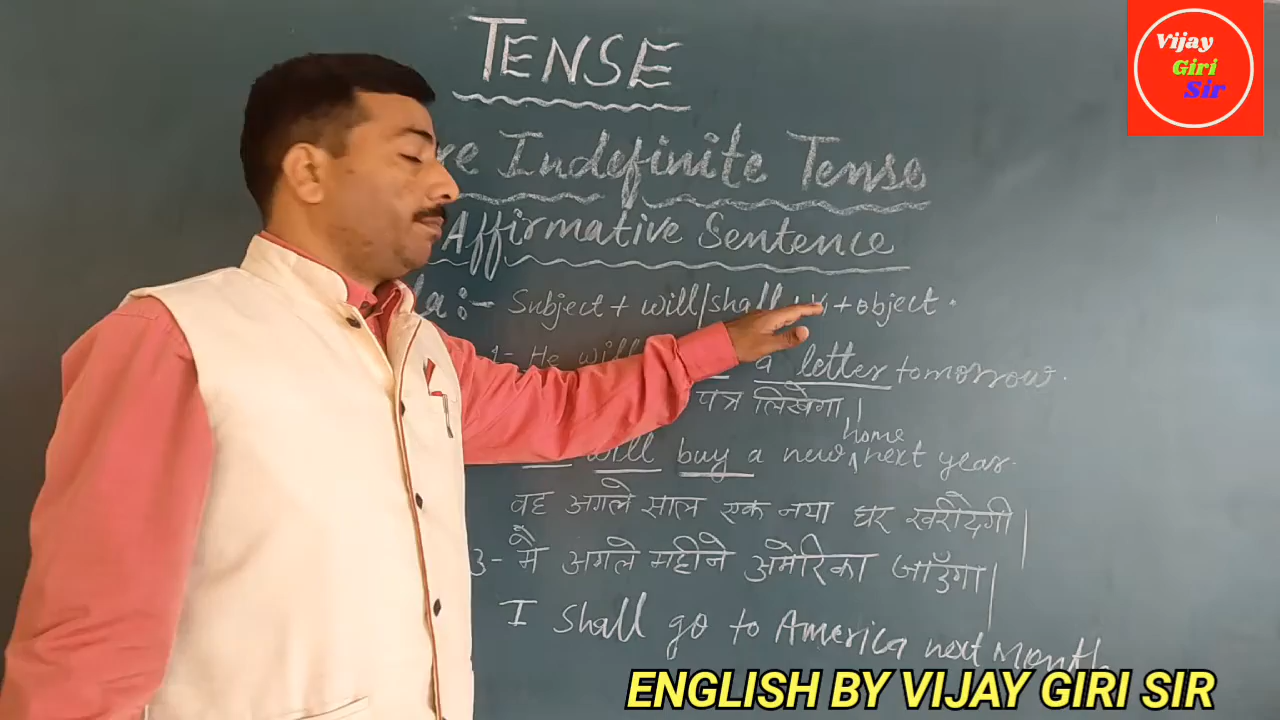 TENSE
Indefinite Tense
Affirmative Sentence
:- Subject + will/shall + object.
1- He will a letter tomorrow.
पत्र लिखेगा।
will buy a new home next year.
वह अगले साल एक नया घर खरीदेगी।
3- मै अगले महीने अमेरिका जाउँगा।
I shall go to America next Month
Vijay
Giri
Sir
ENGLISH BY VIJAY GIRI SIR